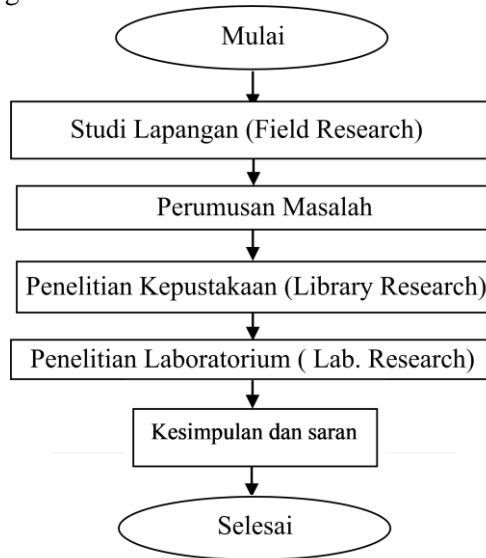 Mulai
Studi Lapangan (Field Research)
Perumusan Masalah
Penelitian Kepustakaan (Library Research)
Penelitian Laboratorium ( Lab. Research)
Kesimpulan dan saran
Selesai